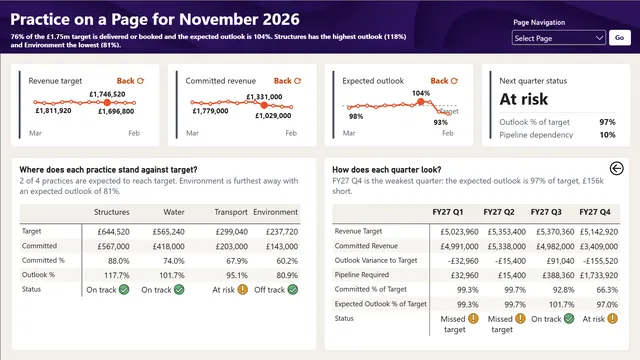 Practice on a Page for November 2026
76% of the £1.75m target is delivered or booked and the expected outlook is 104%. Structures has the highest outlook (118%)
and Environment the lowest (81%).
Page Navigation
Select Page
Go
Revenue target
Back
£1,746,520
£1,811,920
£1,696,800
Mar
Feb
Committed revenue
Back
£1,331,000
£1,779,000
£1,029,000
Mar
Feb
Expected outlook
Back
104%
Target
98%
93%
Mar
Feb
Next quarter status
At risk
Outlook % of target 97%
Pipeline dependency 10%
Where does each practice stand against target?
2 of 4 practices are expected to reach target. Environment is furthest away with
an expected outlook of 81%.
Structures Water Transport Environment
Target £644,520 £565,240 £299,040 £237,720
Committed £567,000 £418,000 £203,000 £143,000
Committed % 88.0% 74.0% 67.9% 60.2%
Outlook % 117.7% 101.7% 95.1% 80.9%
Status On track On track At risk Off track
How does each quarter look?
FY27 Q4 is the weakest quarter: the expected outlook is 97% of target, £156k
short.
FY27 Q1 FY27 Q2 FY27 Q3 FY27 Q4
Revenue Target £5,023,960 £5,353,400 £5,370,360 £5,142,920
Committed Revenue £4,991,000 £5,338,000 £4,982,000 £3,409,000
Outlook Variance to Target -£32,960 -£15,400 £91,040 -£155,520
Pipeline Required £32,960 £15,400 £388,360 £1,733,920
Committed % of Target 99.3% 99.7% 92.8% 66.3%
Expected Outlook % of Target 99.3% 99.7% 101.7% 97.0%
Status Missed target Missed target On track At risk